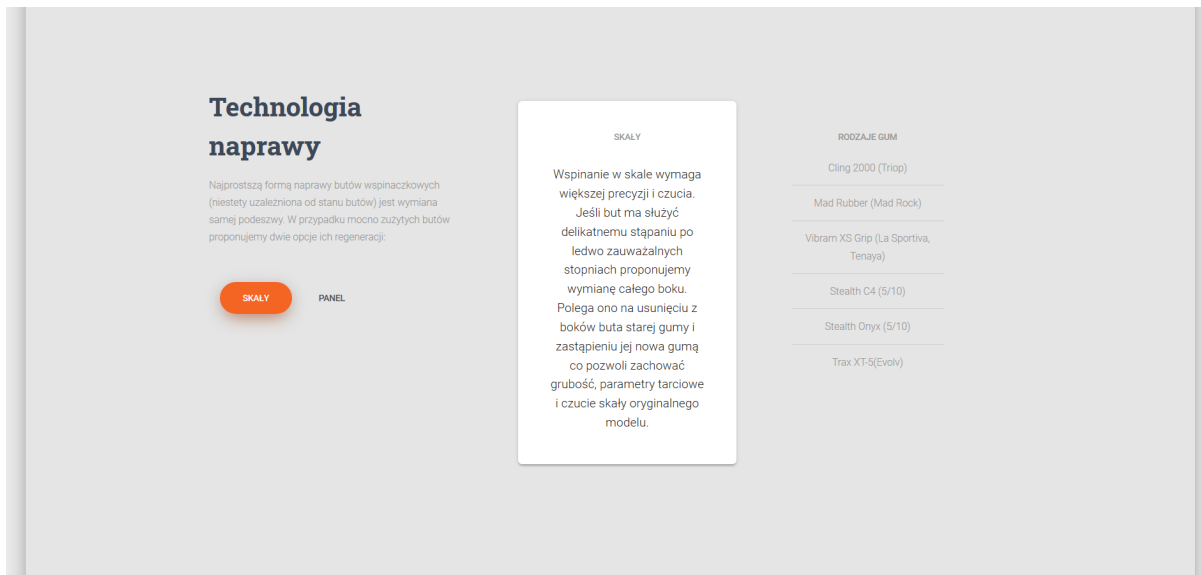 Technologia
naprawy
Najprostszą formą naprawy butów wspinaczkowych
(niestety uzależniona od stanu butów) jest wymiana
samej podeszwy. W przypadku mocno zużytych butów
proponujemy dwie opcje ich regeneracji:
SKAŁY
PANEL
SKAŁY
Wspinanie w skale wymaga
większej precyzji i czucia.
Jeśli but ma służyć
delikatnemu stąpaniu po
ledwo zauważalnych
stopniach proponujemy
wymianę całego boku.
Polega ono na usunięciu z
boków buta starej gumy i
zastąpieniu jej nowa gumą
co pozwoli zachować
grubość, parametry tarciowe
i czucie skały oryginalnego
modelu.
RODZAJE GUM
Cling 2000 (Triop)
Mad Rubber (Mad Rock)
Vibram XS Grip (La Sportiva,
Tenaya)
Stealth C4 (5/10)
Stealth Onyx (5/10)
Trax XT-5(Evolv)